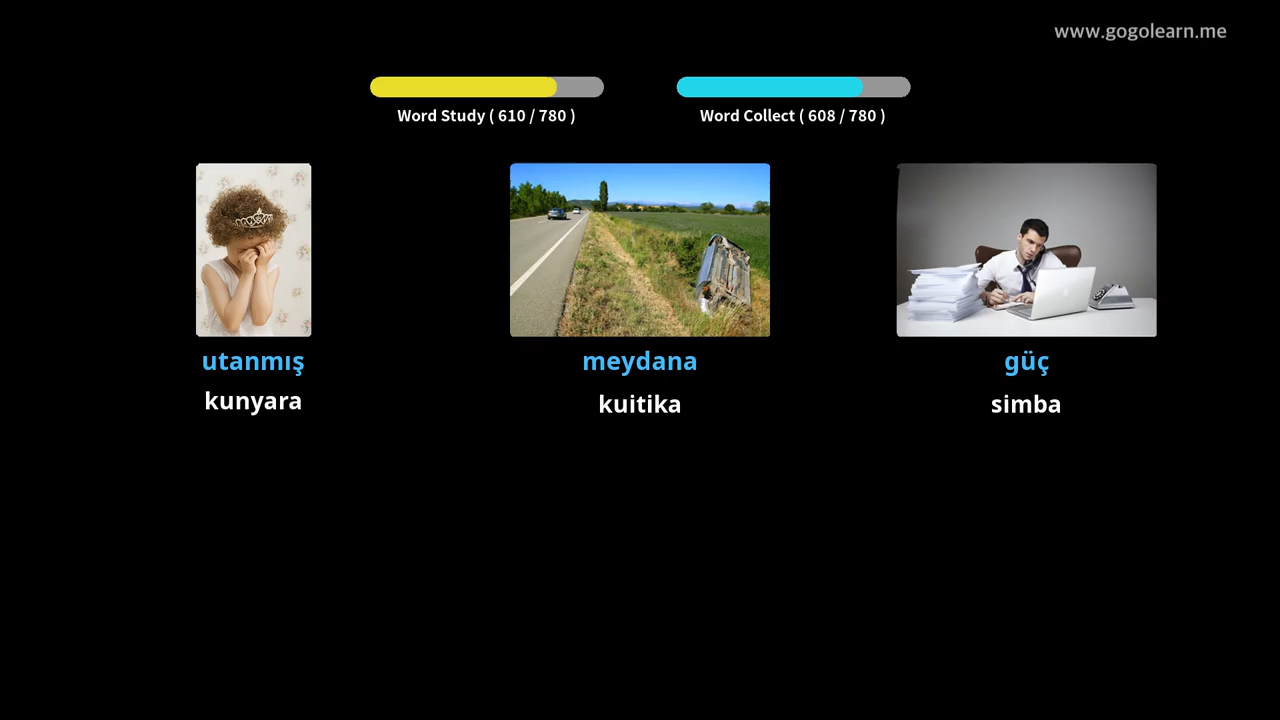 www.gogolearn.me
Word Study ( 610 / 780 )
Word Collect ( 608 / 780 )
utanmış
kunyara
meydana
kuitika
güç
simba